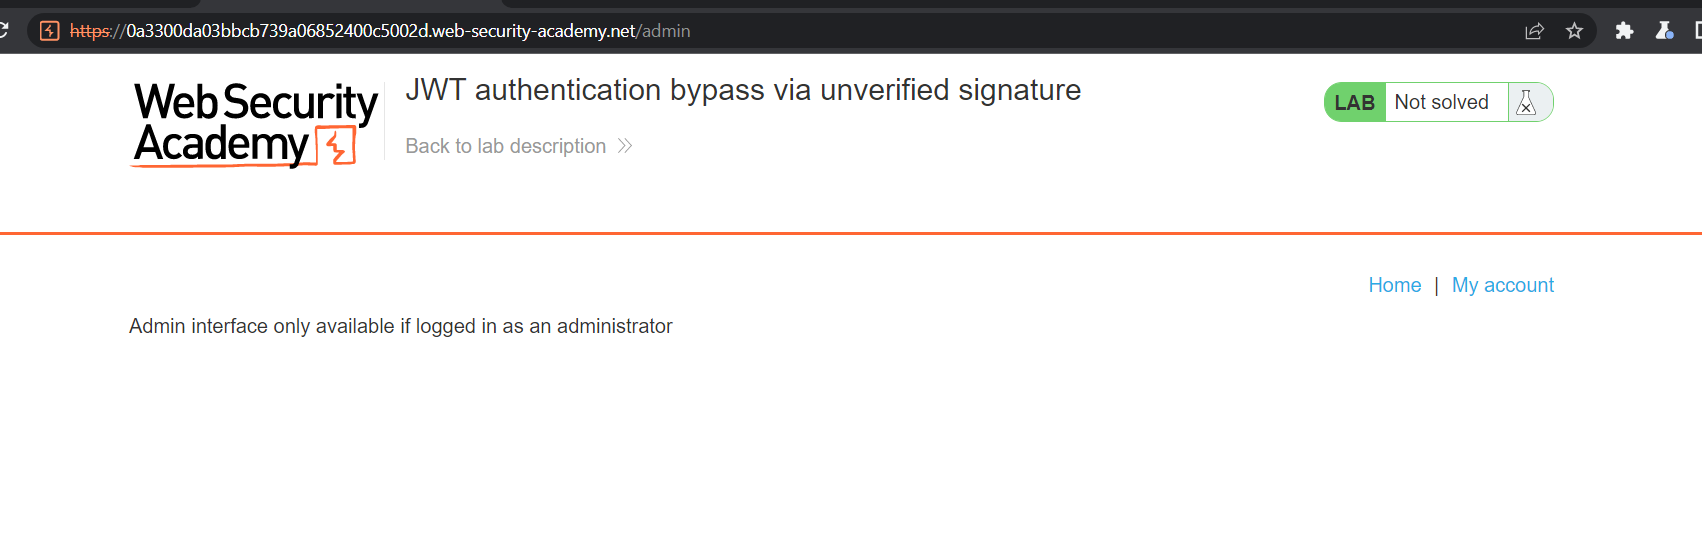 https://0a3300da03bbcb739a06852400c5002d.web-security-academy.net/admin
Web Security
Academy
JWT authentication bypass via unverified signature
Back to lab description
LAB Not solved
Home | My account
Admin interface only available if logged in as an administrator